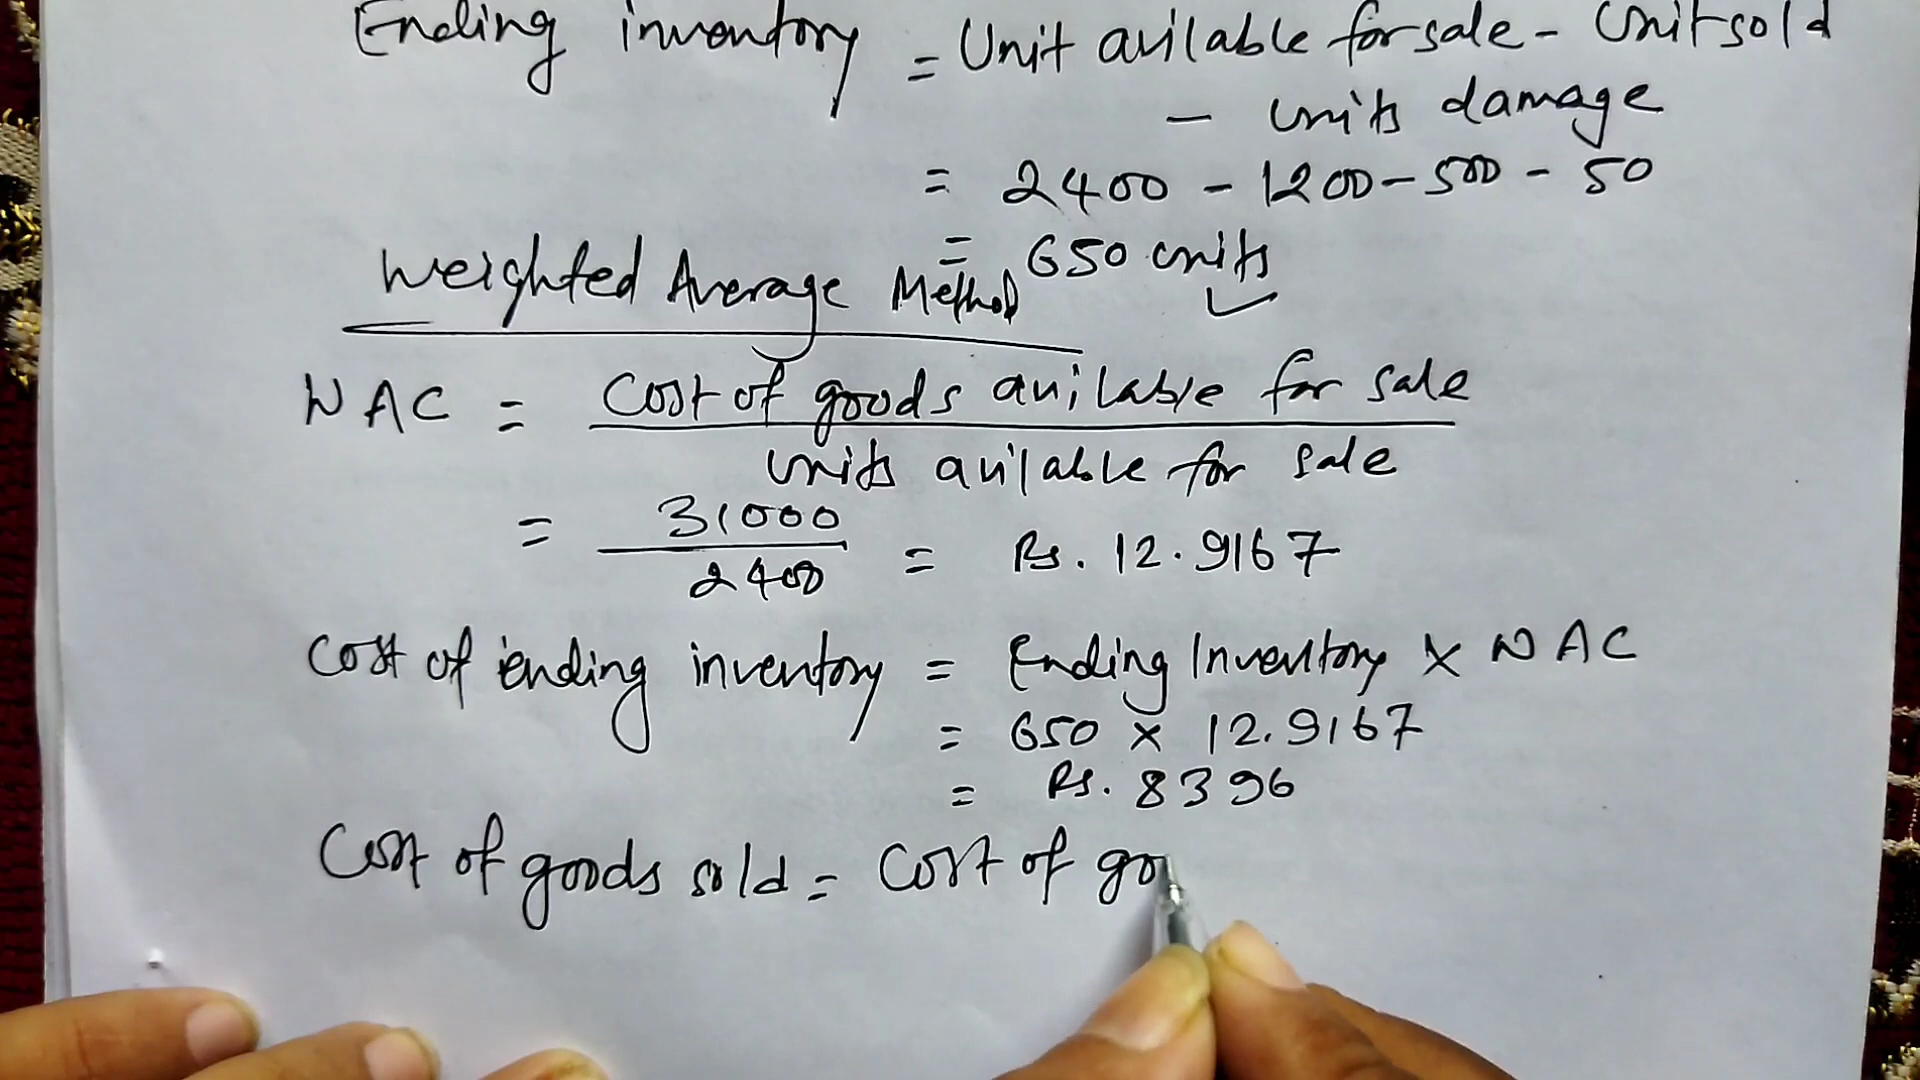 Ending inventory = Unit avilable for sale - Unit sold
- units damage
= 2400 - 1200 - 500 - 50
= 650 units
Weighted Average Method
WAC = Cost of goods avilable for sale
units avilable for sale
= 31000
2400
= Rs. 12.9167
Cost of ending inventory = Ending Inventory x WAC
= 650 x 12.9167
= Rs. 8396
Cost of goods sold = Cost of go